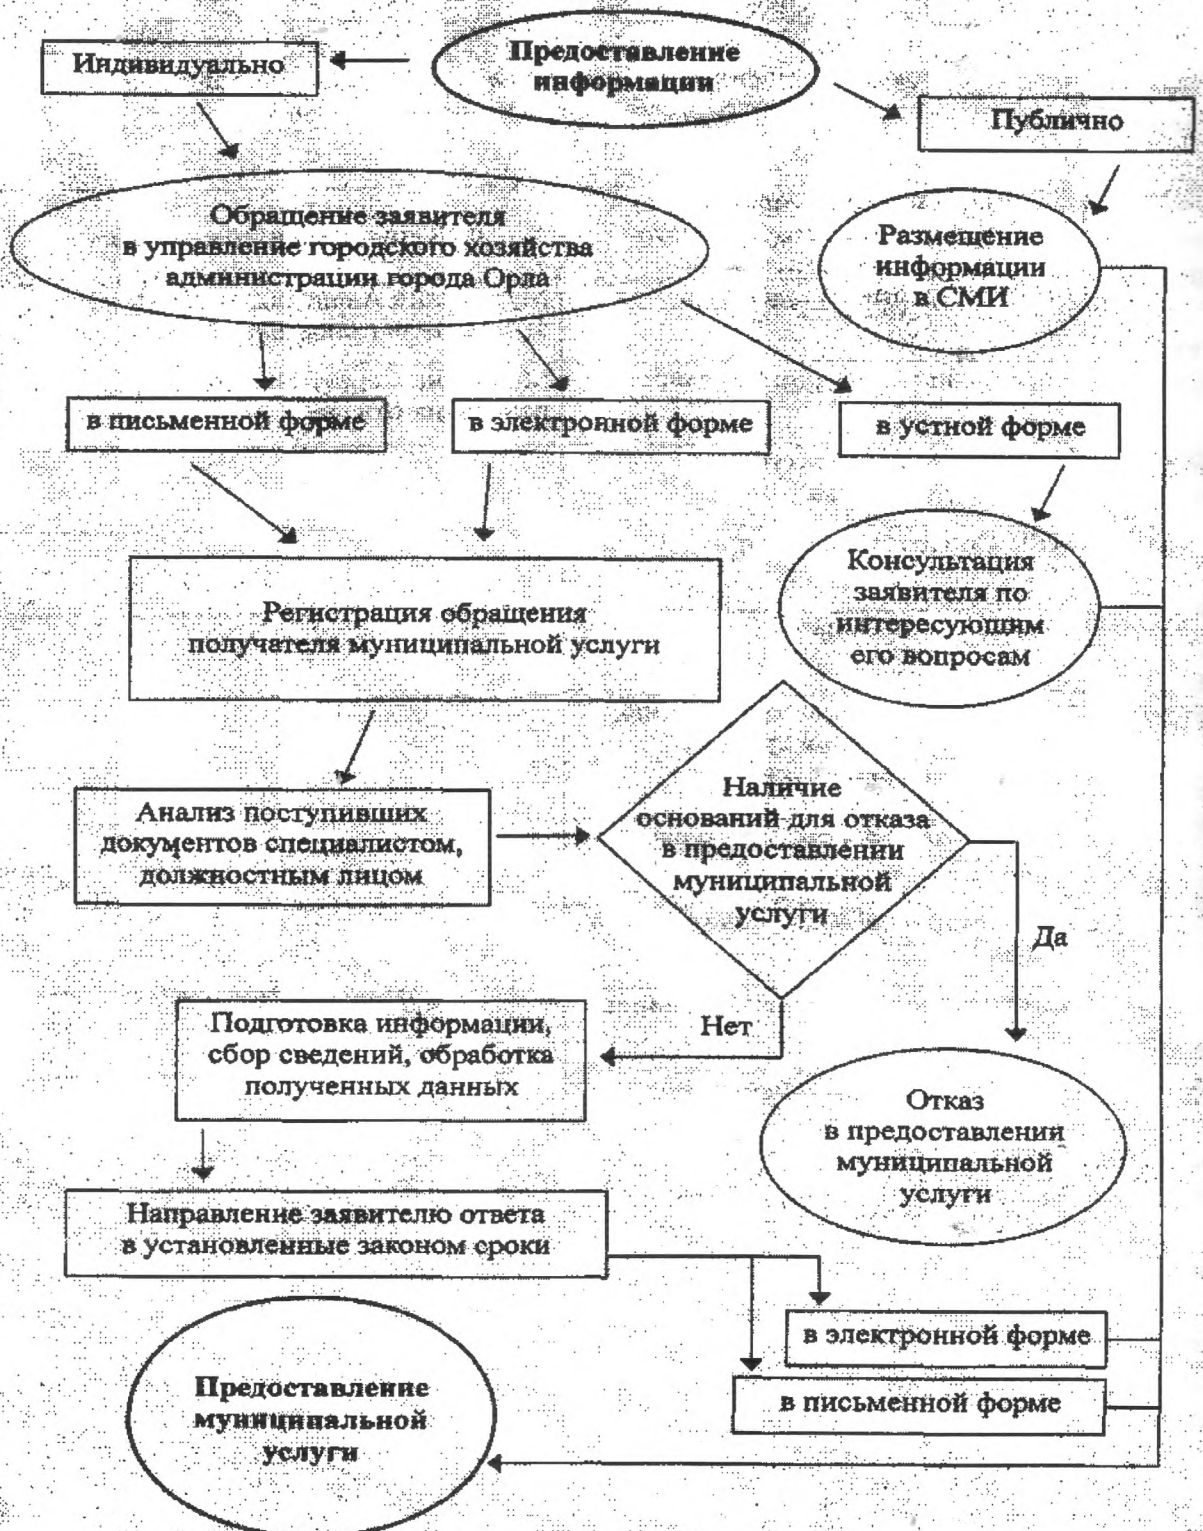 Предоставление
информации
Индивидуально
Публично
Обращение заявителя
в управление городского хозяйства
администрации города Орла
Размещение
информации
в СМИ
в письменной форме
в электронной форме
в устной форме
Регистрация обращения
получателя муниципальной услуги
Консультация
заявителя по
интересующим
его вопросам
Анализ поступивших
документов специалистом,
должностным лицом
Наличие
оснований для отказа
в предоставлении
муниципальной
услуги
Да
Нет
Подготовка информации,
сбор сведений, обработка
полученных данных
Отказ
в предоставлении
муниципальной
услуги
Направление заявителю ответа
в установленные законом сроки
в электронной форме
в письменной форме
Предоставление
муниципальной
услуги